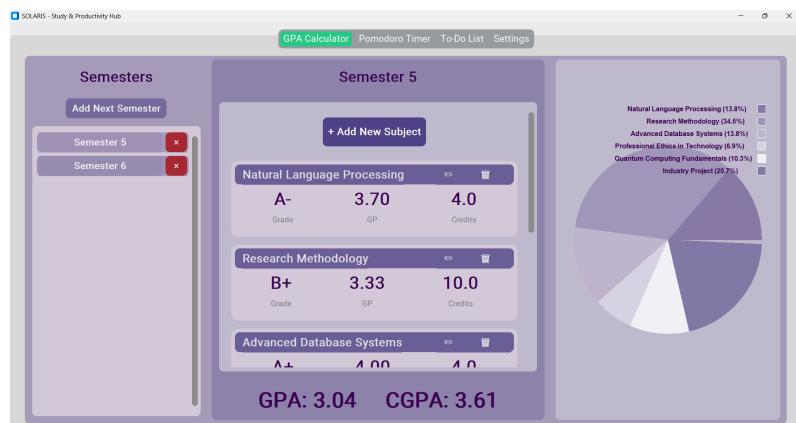 SOLARIS - Study & Productivity Hub
GPA Calculator Pomodoro Timer To-Do List Settings
Semesters
Add Next Semester
Semester 5 ×
Semester 6 ×
Semester 5
+ Add New Subject
Natural Language Processing
A- 3.70 4.0
Grade GP Credits
Research Methodology
B+ 3.33 10.0
Grade GP Credits
Advanced Database Systems
A+ 4.00 4.0
GPA: 3.04 CGPA: 3.61
Natural Language Processing (13.8%)
Research Methodology (34.5%)
Advanced Database Systems (13.8%)
Professional Ethics in Technology (6.9%)
Quantum Computing Fundamentals (10.3%)
Industry Project (20.7%)